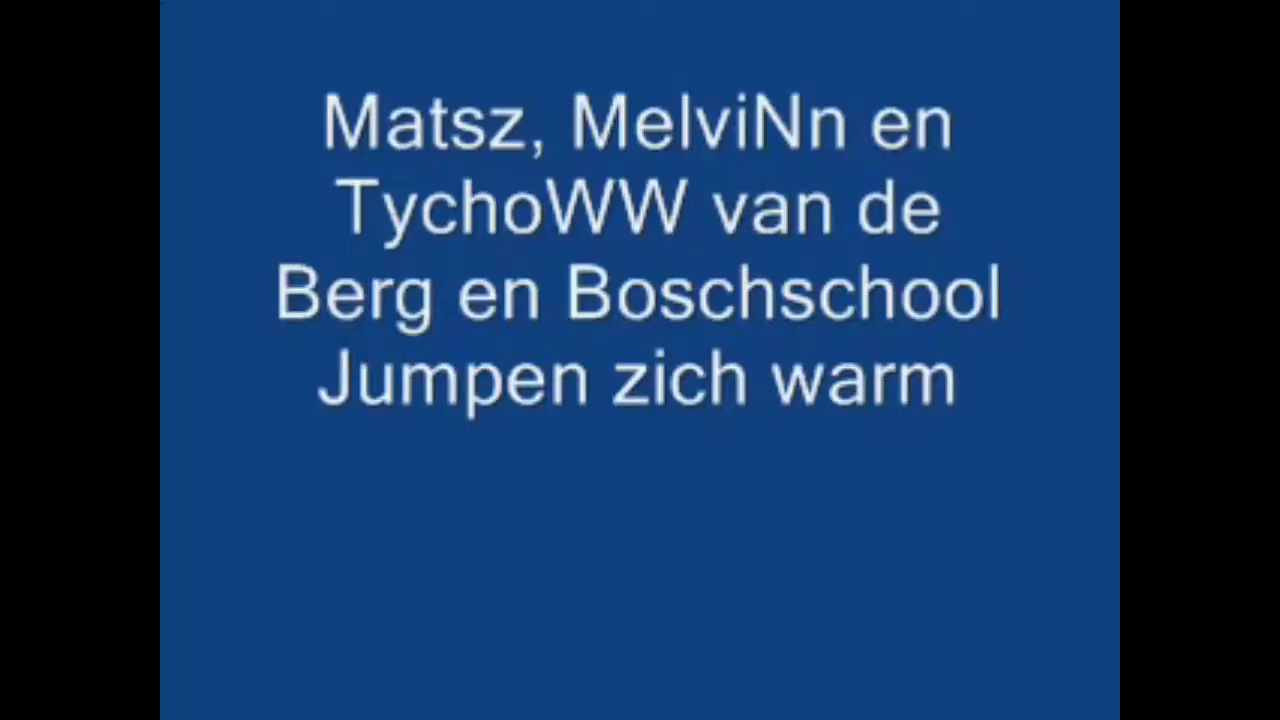 Matsz, MelviNn en
TychoWW van de
Berg en Boschschool
Jumpen zich warm